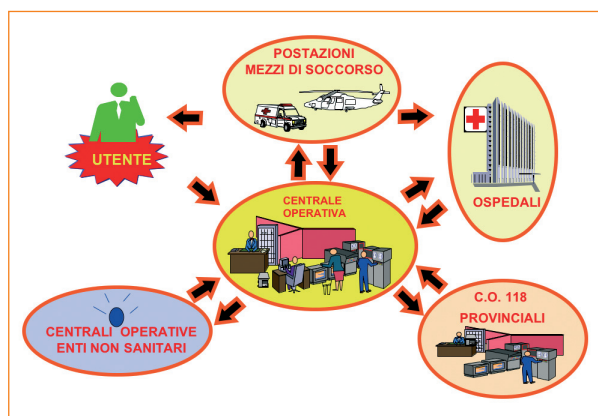 POSTAZIONI
MEZZI DI SOCCORSO
UTENTE
OSPEDALI
CENTRALE
OPERATIVA
CENTRALI OPERATIVE
ENTI NON SANITARI
C.O. 118
PROVINCIALI